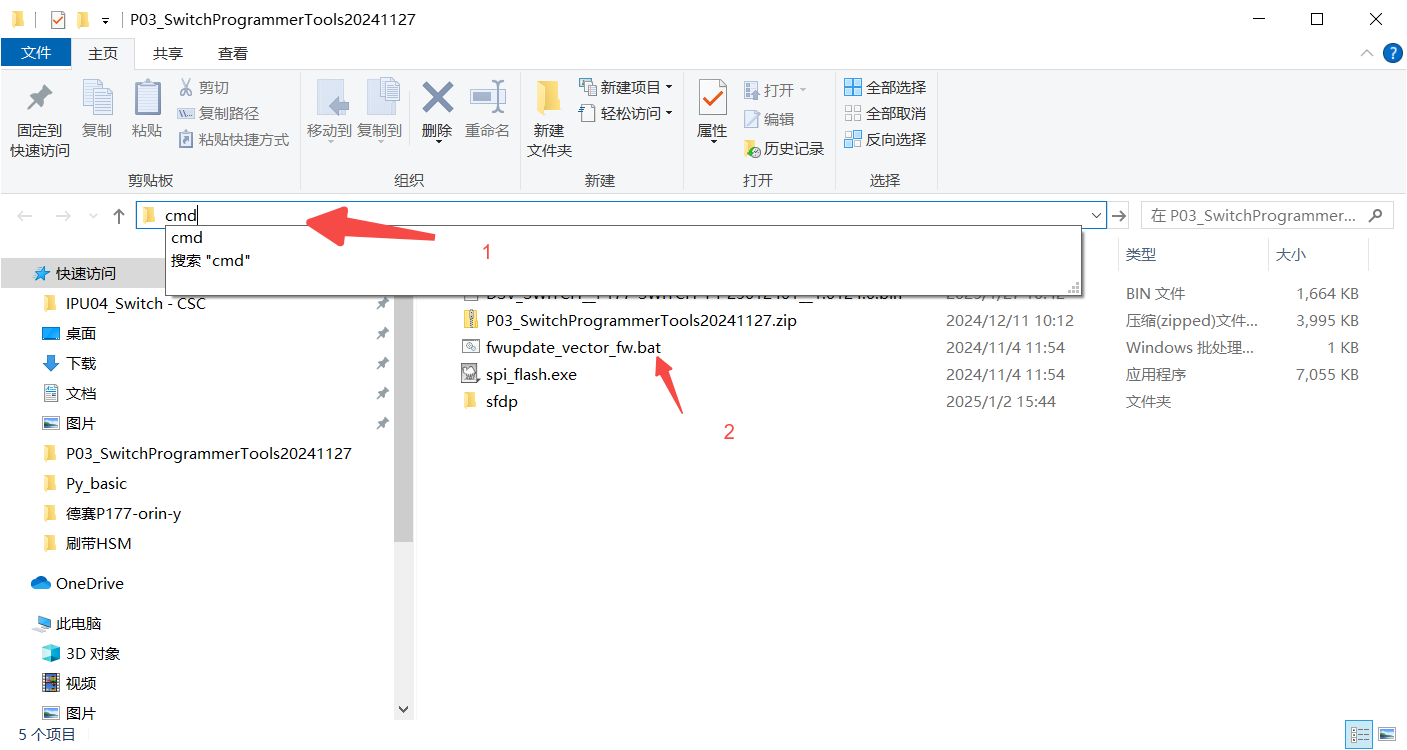 P03_SwitchProgrammerTools20241127
文件 主页 共享 查看
固定到
快速访问
复制
粘贴
剪切
复制路径
粘贴快捷方式
移动到 复制到 删除 重命名
新建
文件夹
新建项目
轻松访问
属性
打开
编辑
历史记录
全部选择
全部取消
反向选择
剪贴板 组织 新建 打开 选择
cmd
在 P03_SwitchProgrammer...
cmd
搜索 "cmd"
1
类型 大小
2
快速访问
IPU04_Switch - CSC
桌面
下载
文档
图片
P03_SwitchProgrammerTools20241127
Py_basic
德赛P177-orin-y
刷带HSM
OneDrive
此电脑
3D 对象
视频
图片
BIN 文件 1,664 KB
P03_SwitchProgrammerTools20241127.zip 2024/12/11 10:12 压缩(zipped)文件... 3,995 KB
fwupdate_vector_fw.bat 2024/11/4 11:54 Windows 批处理... 1 KB
spi_flash.exe 2024/11/4 11:54 应用程序 7,055 KB
sfdp 2025/1/2 15:44 文件夹
5 个项目